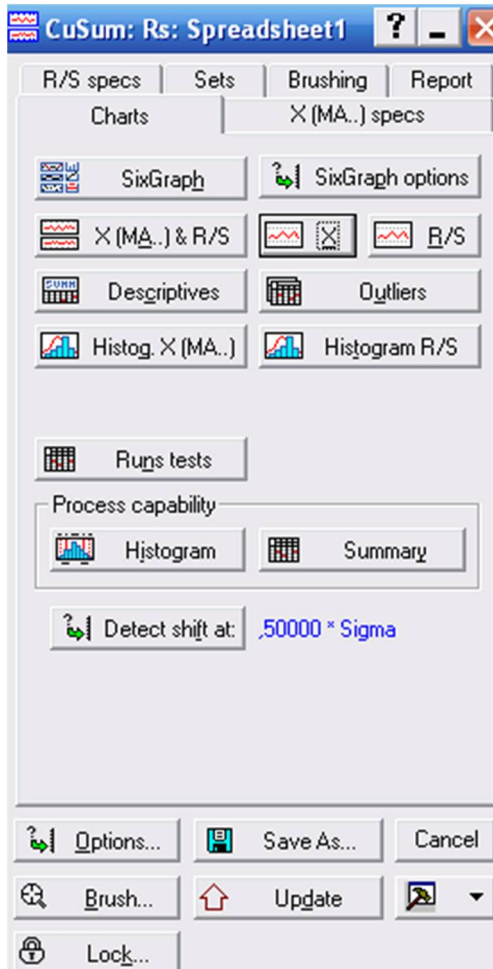 CuSum: Rs: Spreadsheet1 ?
R/S specs Sets Brushing Report
Charts X (MA..) specs
SixGraph ? SixGraph options
X (MA..) & R/S X R/S
SUMM Descriptives Outliers
Histog. X (MA..) Histogram R/S
Runs tests
Process capability
Histogram Summary
? Detect shift at: ,50000 * Sigma
? Options... Save As... Cancel
Brush... Update
Lock...